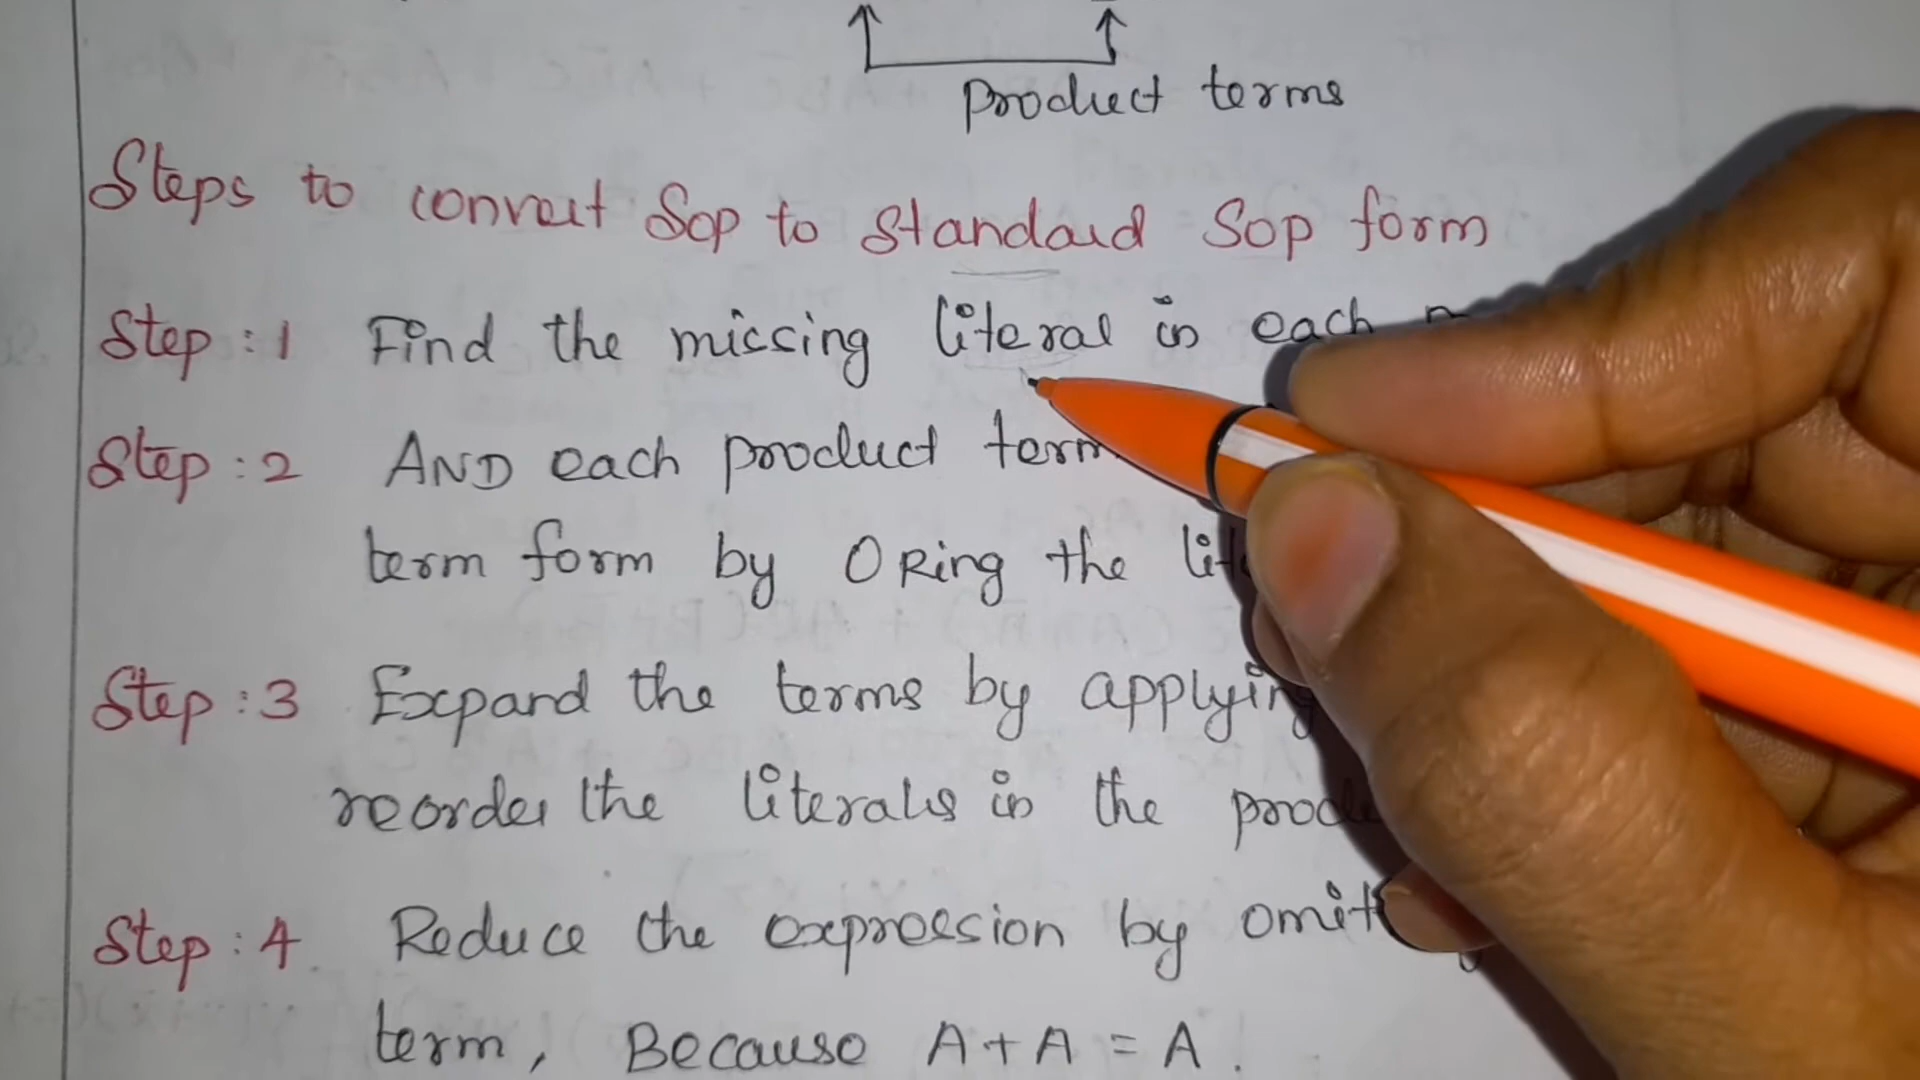 Product terms
Steps to convert Sop to Standard Sop form
Step:1 Find the missing literal in each
Step:2 AND each product term
term form by ORing the
Step:3 Expand the terms by applying
reorder the literals in the
Step:4. Reduce the expression by
term, Because A+A = A.